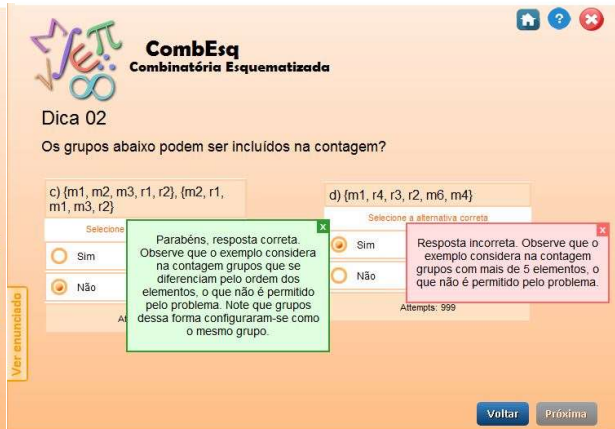 CombEsq
Combinatória Esquematizada
Dica 02
Os grupos abaixo podem ser incluídos na contagem?
c) {m1, m2, m3, r1, r2}, {m2, r1,
m1, m3, r2}
Selecione
Sim
Não
At
x
Parabéns, resposta correta.
Observe que o exemplo considera
na contagem grupos que se
diferenciam pelo ordem dos
elementos, o que não é permitido
pelo problema. Note que grupos
dessa forma configuraram-se como
o mesmo grupo.
d) {m1, r4, r3, r2, m6, m4}
Selecione a alternativa correta
Sim
Não
Attempts: 999
x
Resposta incorreta. Observe que o
exemplo considera na contagem
grupos com mais de 5 elementos, o
que não é permitido pelo problema.
Ver enunciado
Voltar
Próxima